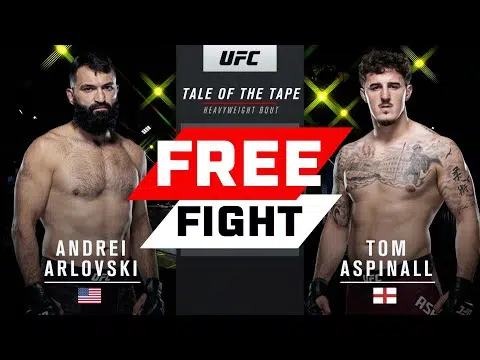 UFC
TALE OF THE TAPE
HEAVYWEIGHT BOUT
FREE
FIGHT
ANDREI
ARLOVSKI
TOM
ASPINALL